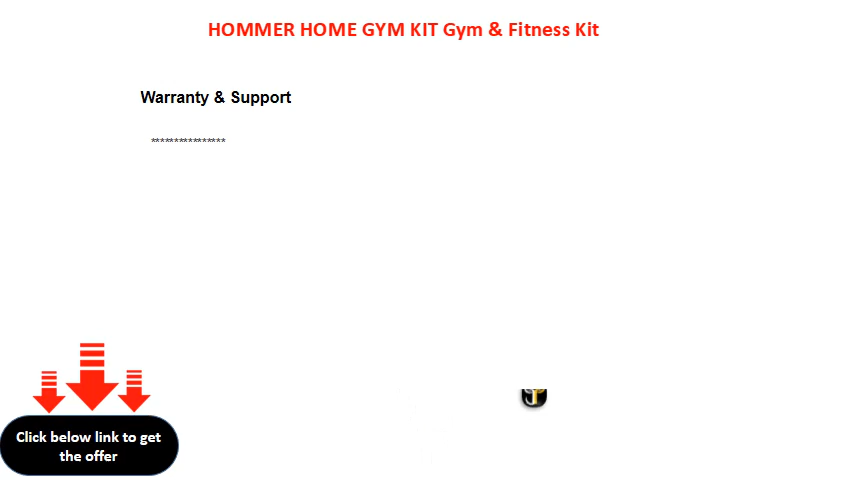 HOMMER HOME GYM KIT Gym & Fitness Kit
Warranty & Support
****************
Click below link to get
the offer